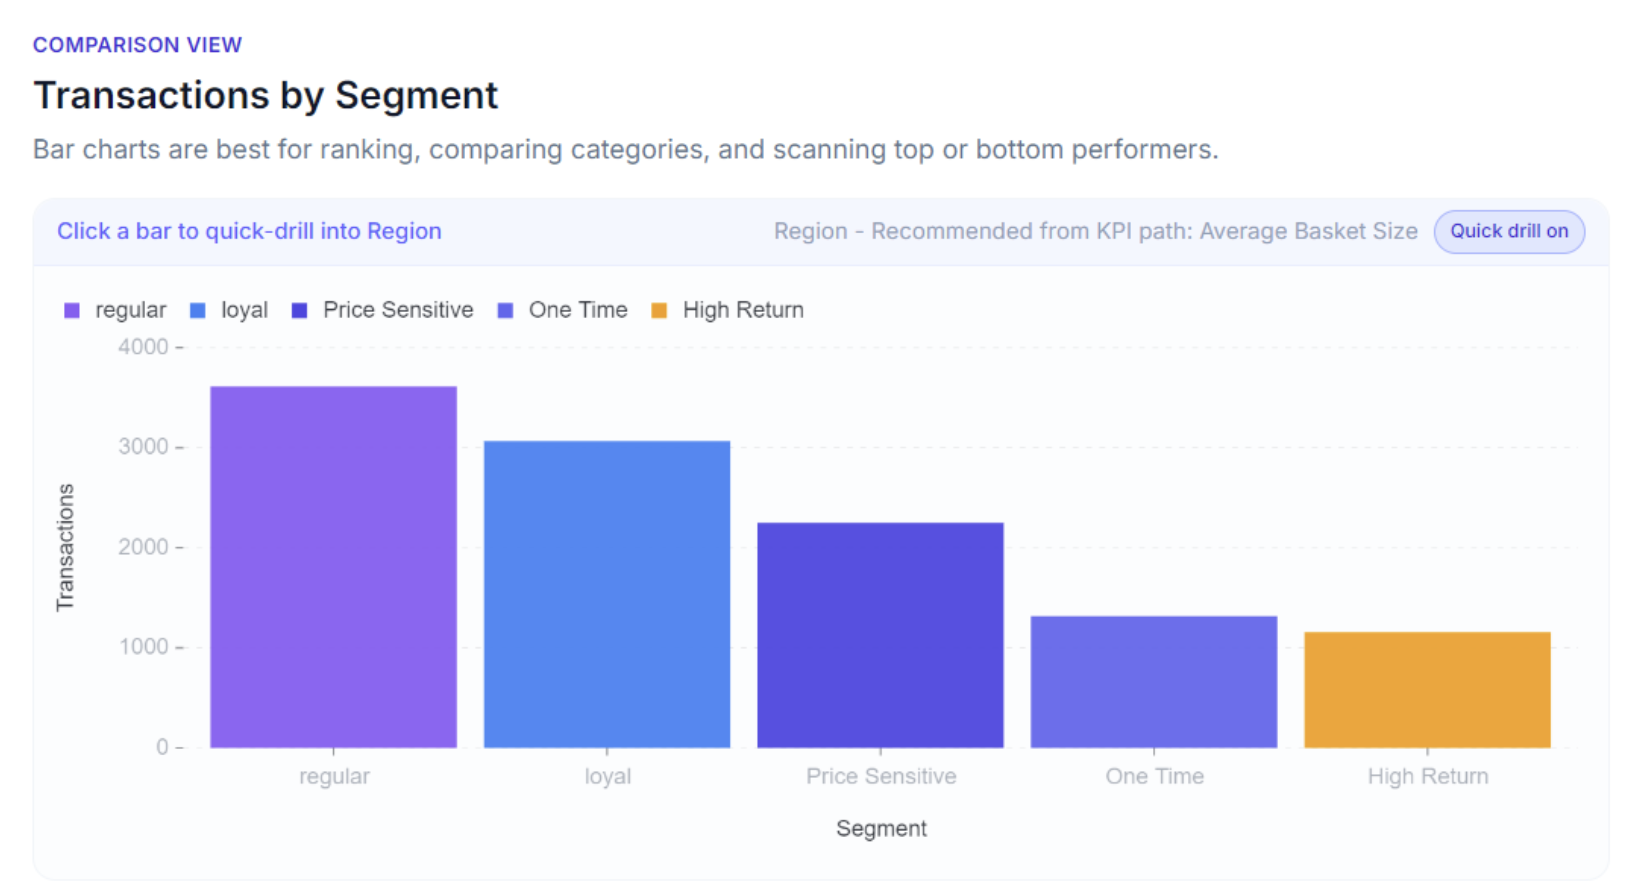 COMPARISON VIEW
Transactions by Segment
Bar charts are best for ranking, comparing categories, and scanning top or bottom performers.
Click a bar to quick-drill into Region
Region - Recommended from KPI path: Average Basket Size
Quick drill on
regular loyal Price Sensitive One Time High Return
4000
3000
2000
1000
0
Transactions
regular loyal Price Sensitive One Time High Return
Segment